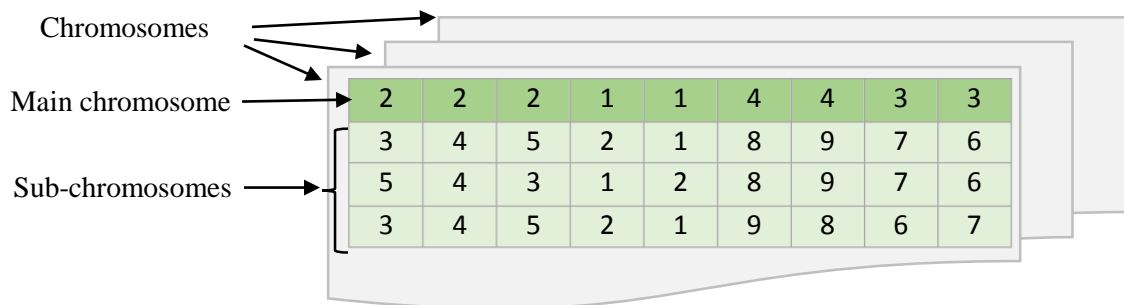 Chromosomes
Main chromosome
2 2 2 1 1 4 4 3 3
3 4 5 2 1 8 9 7 6
Sub-chromosomes
5 4 3 1 2 8 9 7 6
3 4 5 2 1 9 8 6 7